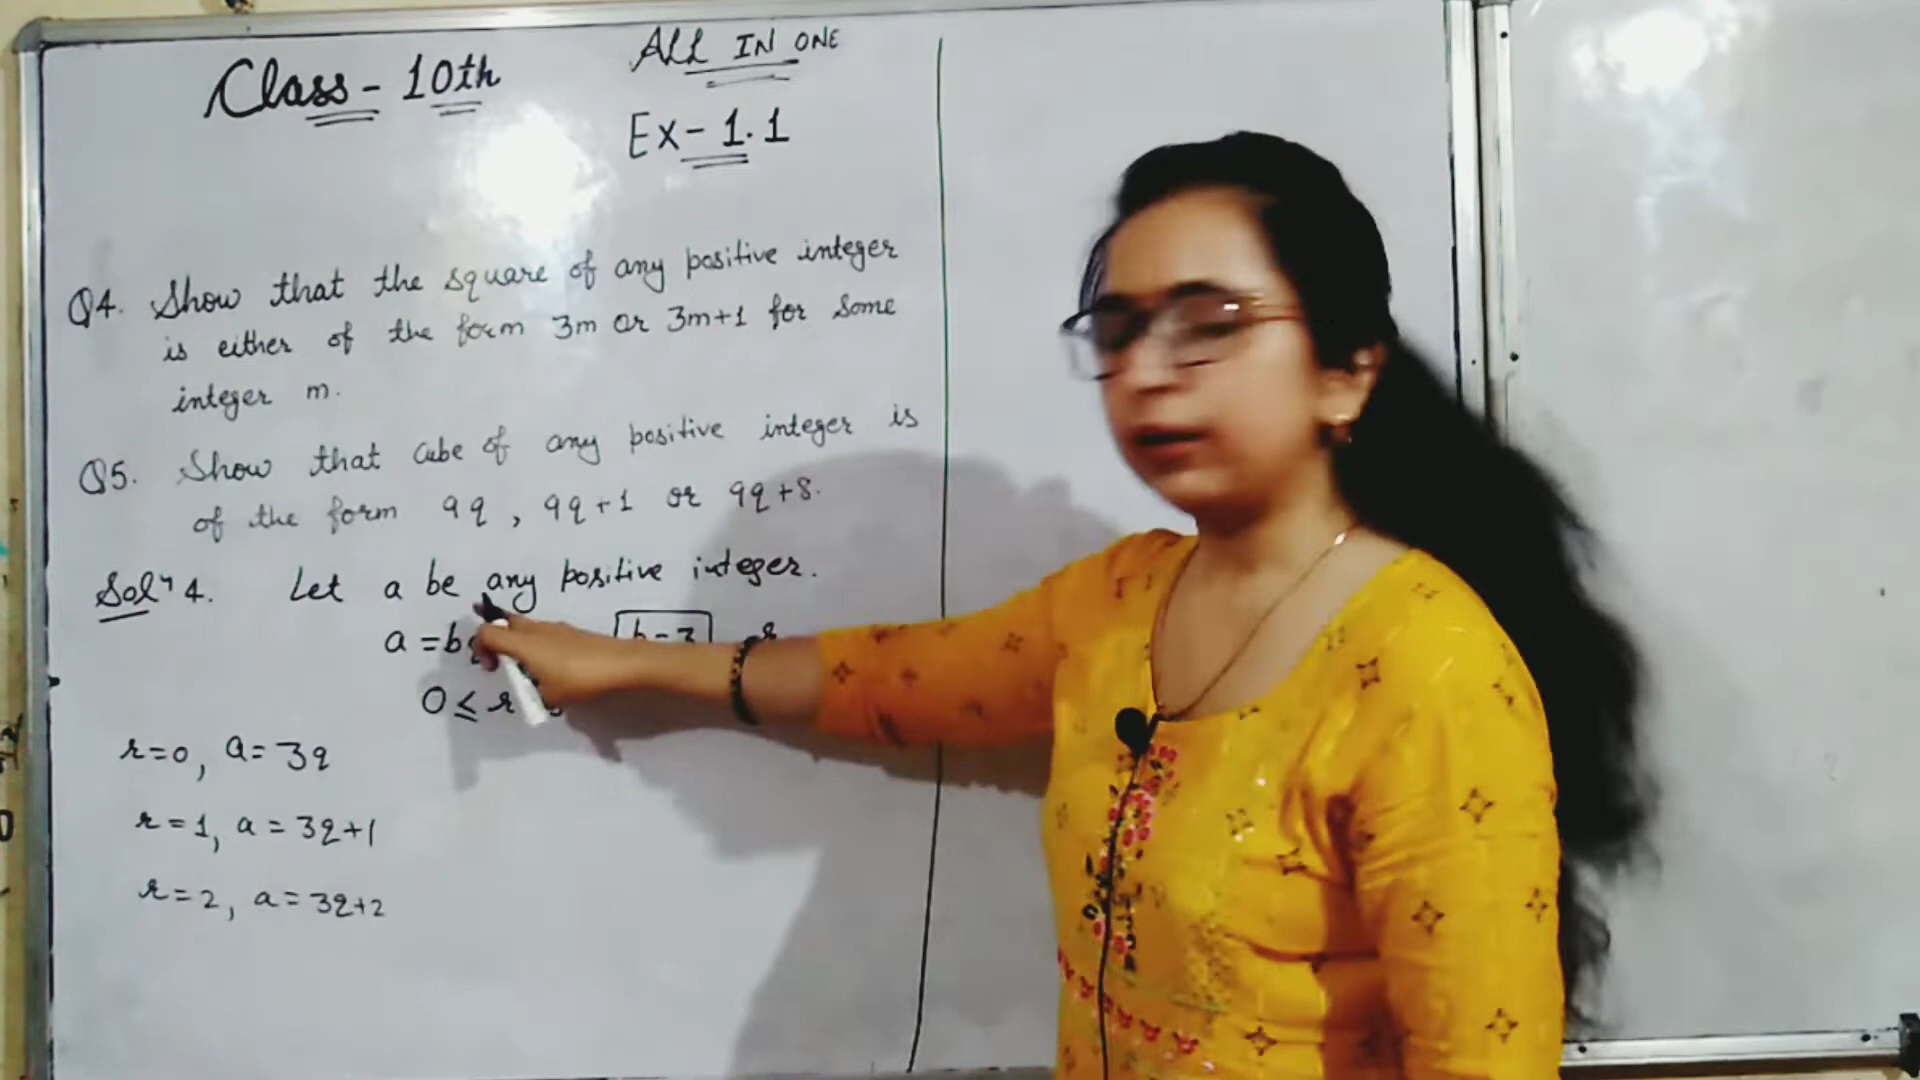 Class - 10th
ALL IN ONE
Ex - 1.1
Q4. Show that the square of any positive integer
is either of the form 3m or 3m+1 for some
integer m.
Q5. Show that cube of any positive integer is
of the form 9q, 9q+1 or 9q+8.
Solⁿ 4. Let a be any positive integer.
a = b
0 ≤ r
r=0, a= 3q
r=1, a= 3q+1
r=2, a= 3q+2